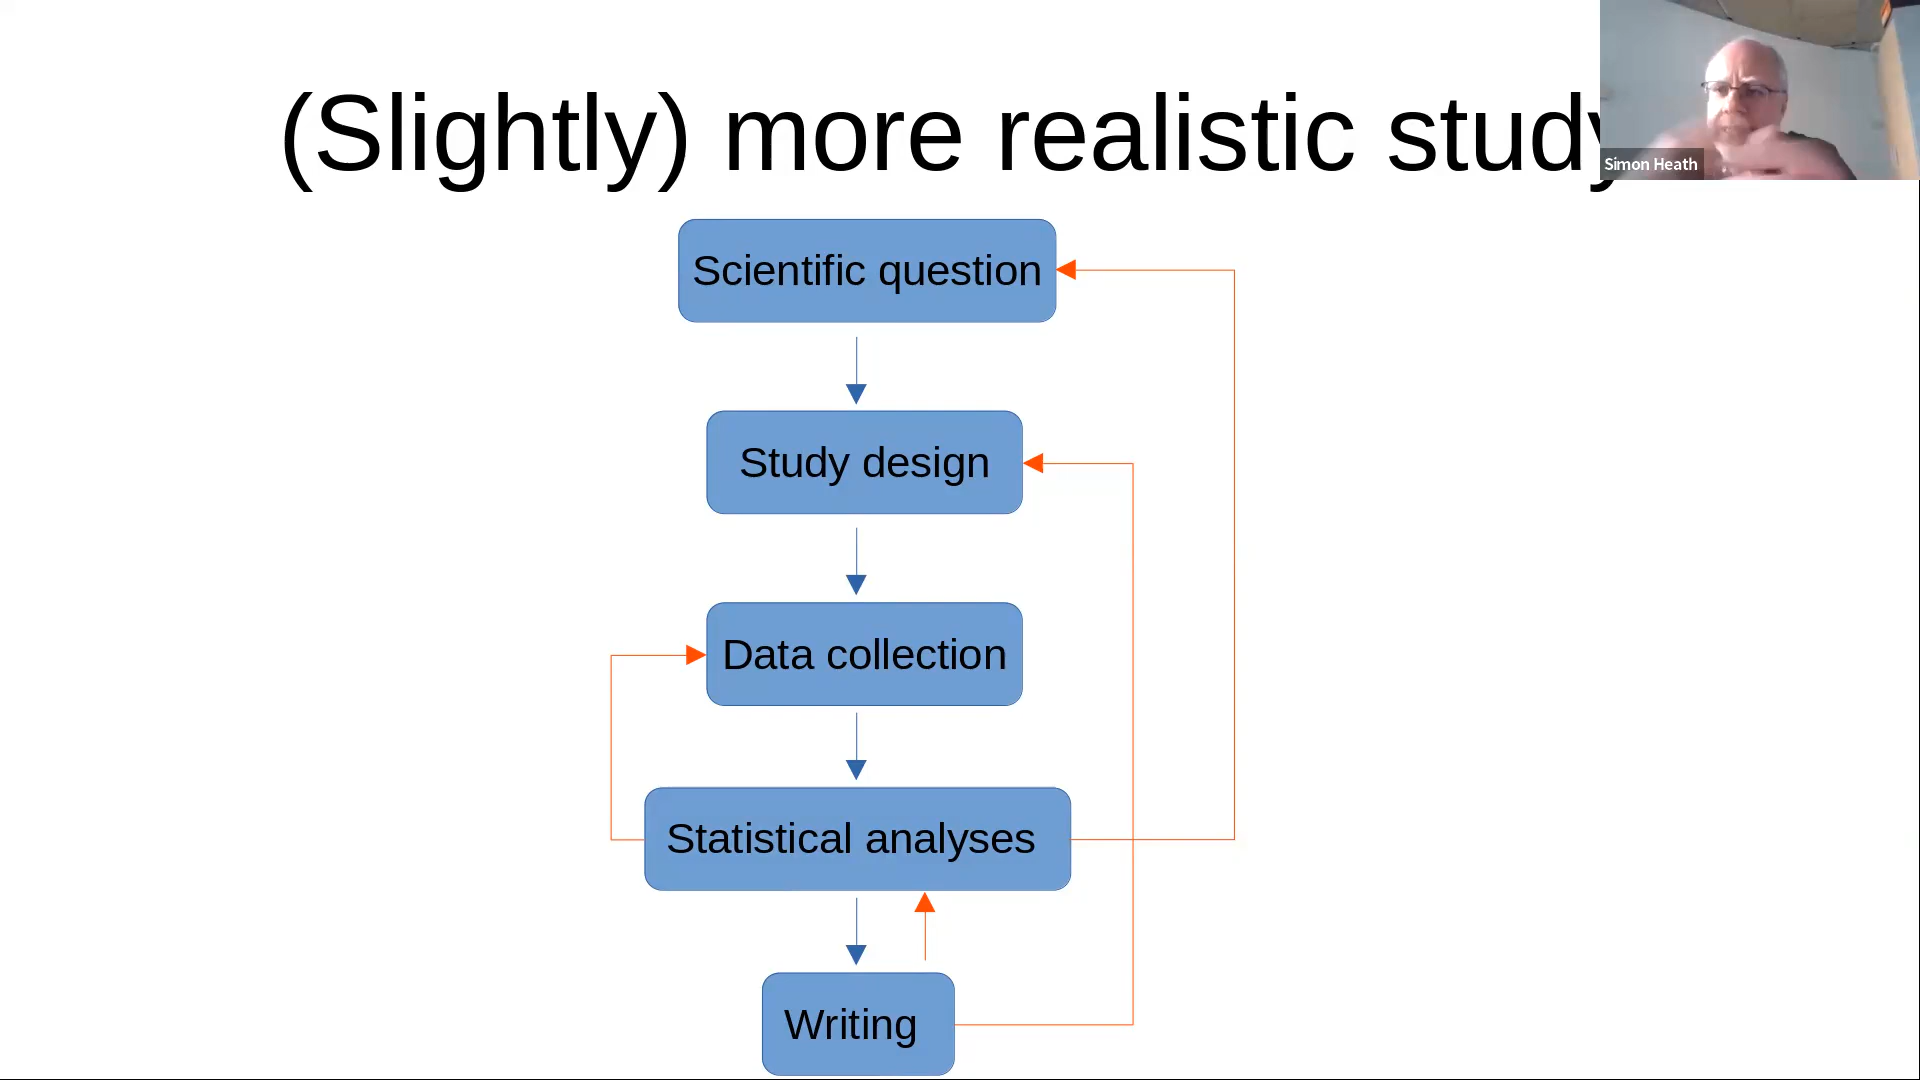 (Slightly) more realistic study
Simon Heath
Scientific question
Study design
Data collection
Statistical analyses
Writing